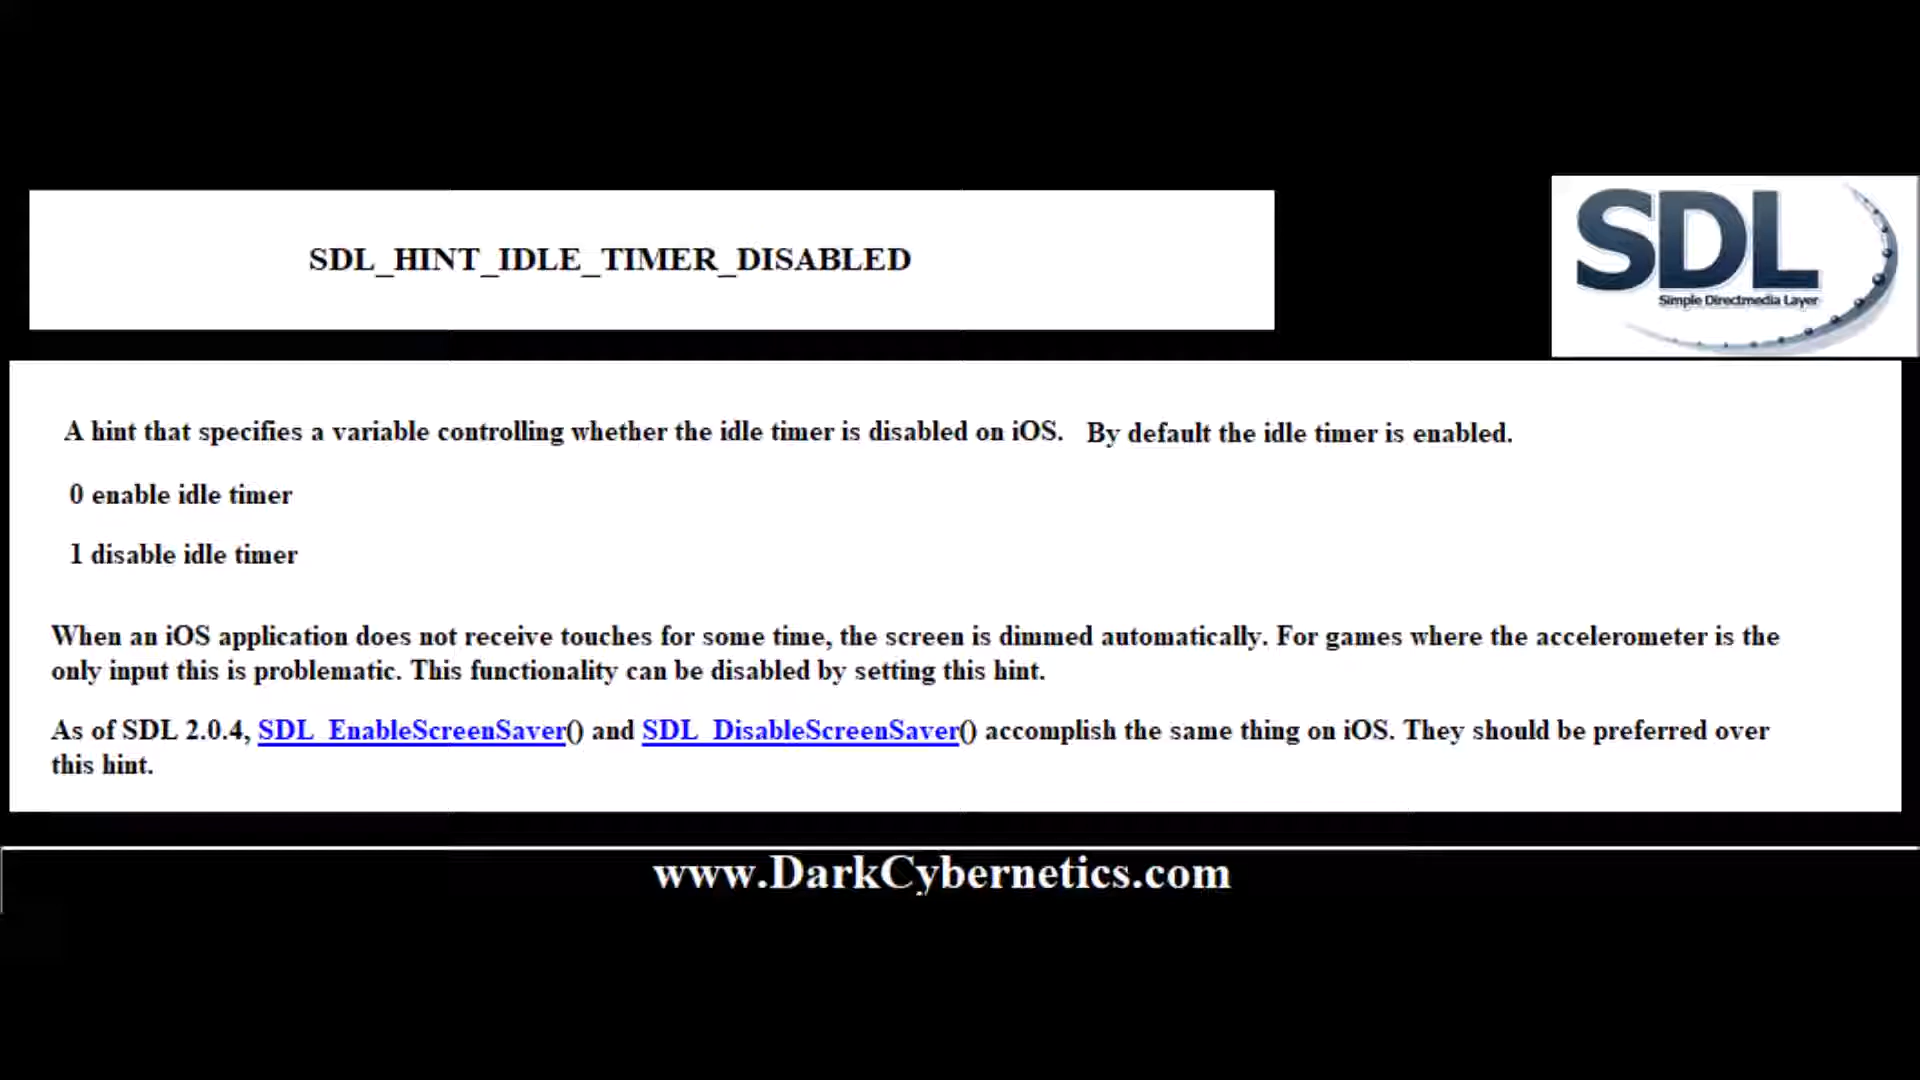 SDL_HINT_IDLE_TIMER_DISABLED
SDL
Simple Directmedia Layer
A hint that specifies a variable controlling whether the idle timer is disabled on iOS. By default the idle timer is enabled.
0 enable idle timer
1 disable idle timer
When an iOS application does not receive touches for some time, the screen is dimmed automatically. For games where the accelerometer is the
only input this is problematic. This functionality can be disabled by setting this hint.
As of SDL 2.0.4, SDL_EnableScreenSaver() and SDL_DisableScreenSaver() accomplish the same thing on iOS. They should be preferred over
this hint.
www.DarkCybernetics.com